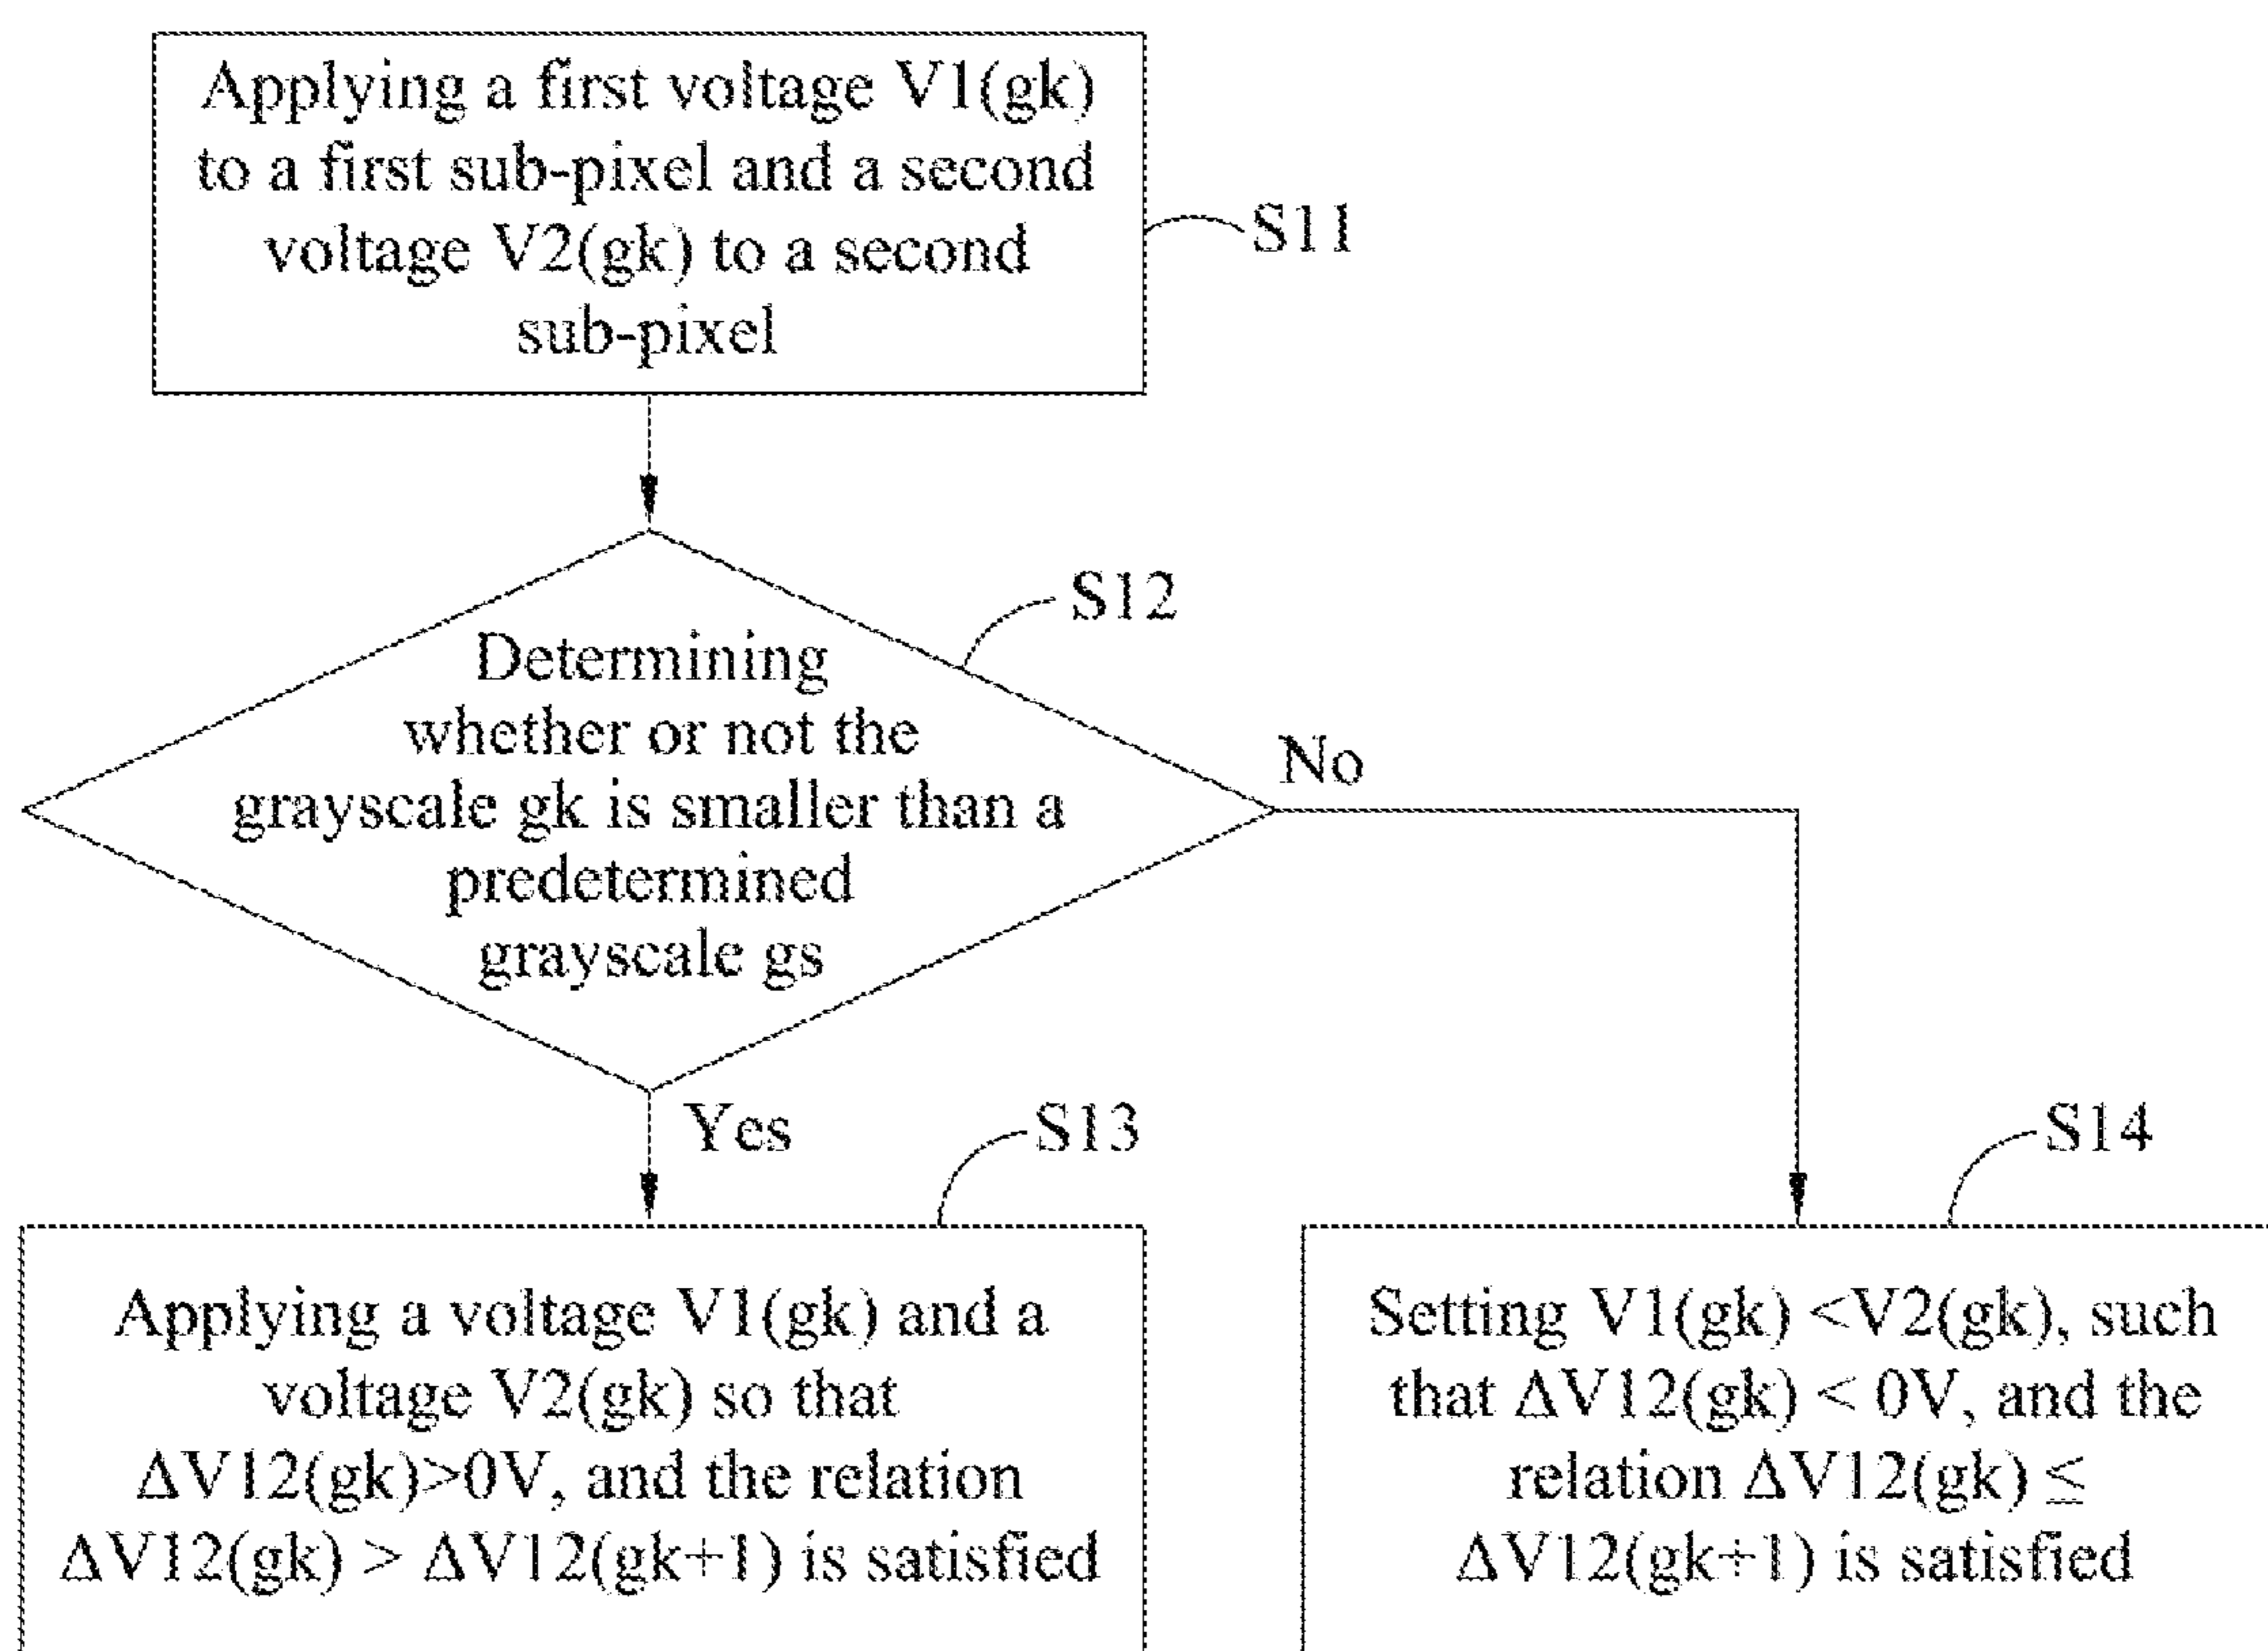 Applying a first voltage V1(gk)
to a first sub-pixel and a second
voltage V2(gk) to a second
sub-pixel
S11
S12
Determining
whether or not the
grayscale gk is smaller than a
predetermined
grayscale gs
No
Yes
S13
S14
Applying a voltage V1(gk) and a
voltage V2(gk) so that
ΔV12(gk)>0V, and the relation
ΔV12(gk) > ΔV12(gk+1) is satisfied
Setting V1(gk) <V2(gk), such
that ΔV12(gk) < 0V, and the
relation ΔV12(gk) ≤
ΔV12(gk+1) is satisfied